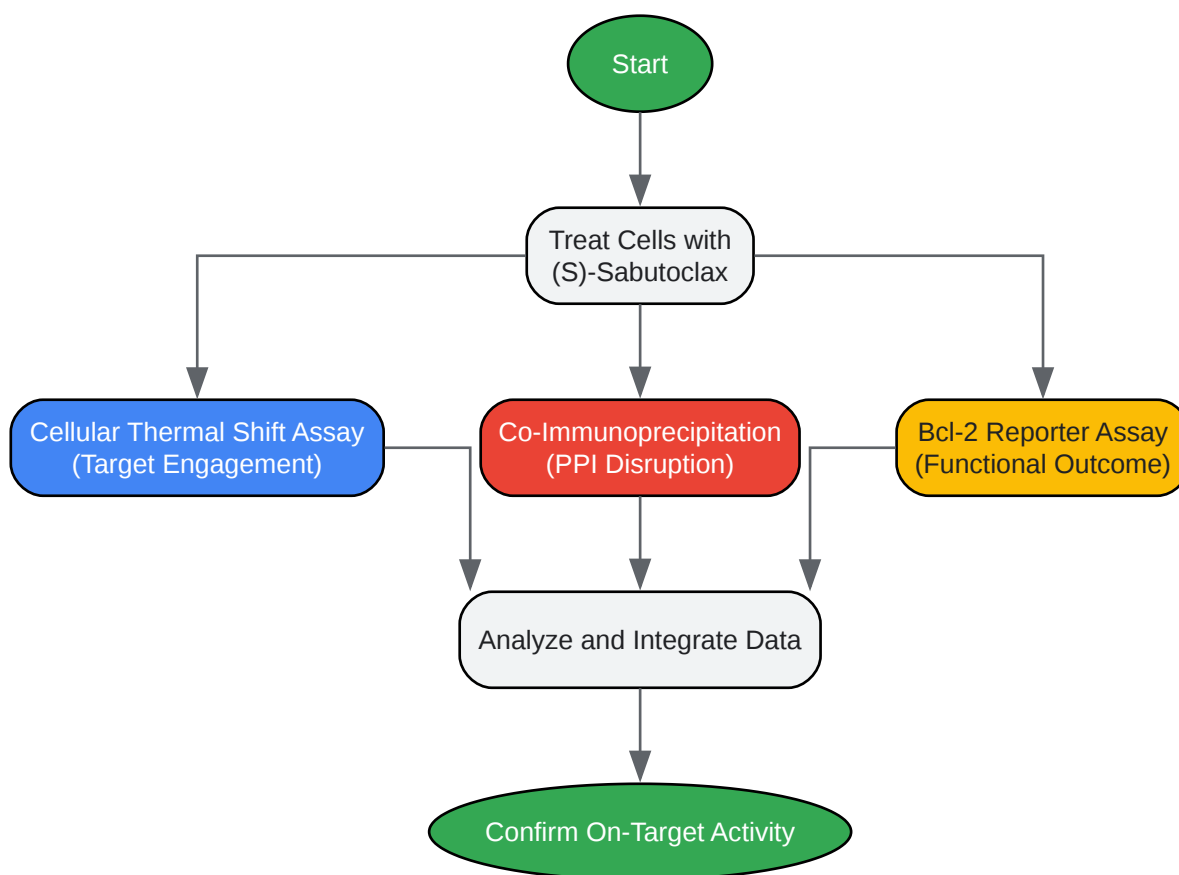 Start
Treat Cells with
(S)-Sabutoclax
Cellular Thermal Shift Assay
(Target Engagement)
Co-Immunoprecipitation
(PPI Disruption)
Bcl-2 Reporter Assay
(Functional Outcome)
Analyze and Integrate Data
Confirm On-Target Activity